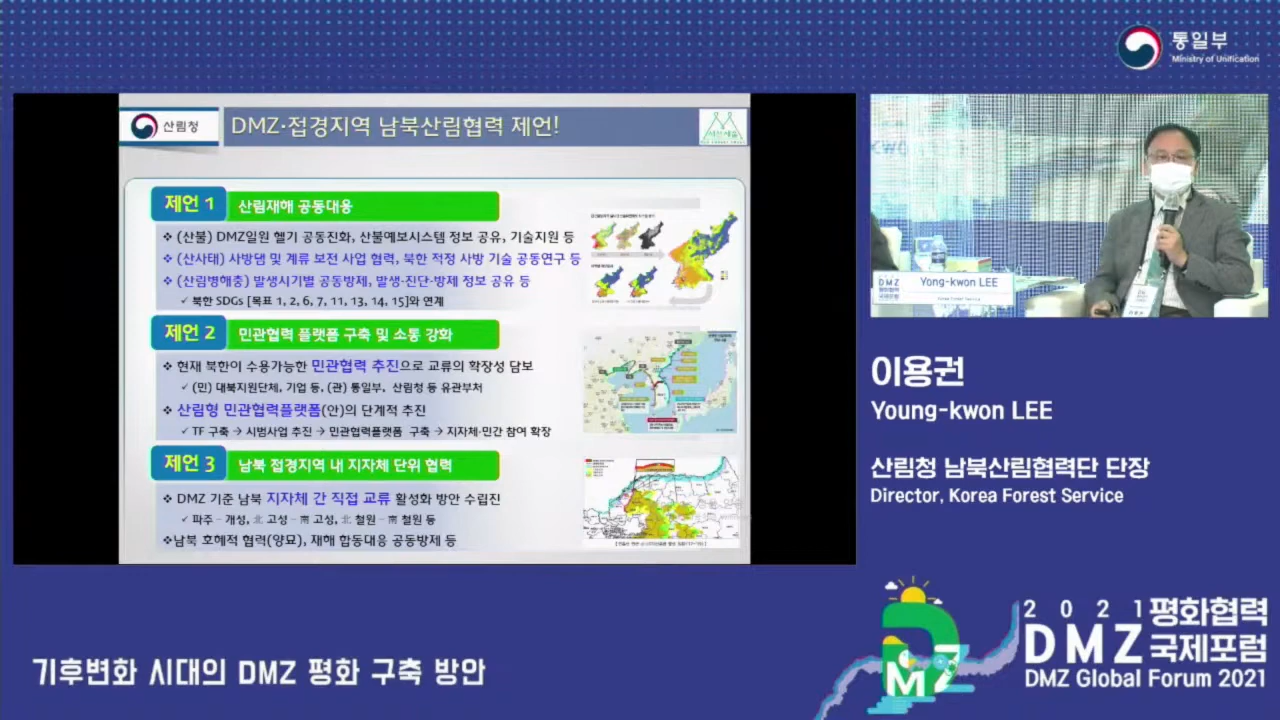 통일부
Ministry of Unification
산림청
DMZ·접경지역 남북산림협력 제언!
제언 1
산림재해 공동대응
❖ (산불) DMZ일원 헬기 공동진화, 산불예보시스템 정보 공유, 기술지원 등
❖ (산사태) 사방댐 및 계류 보전 사업 협력, 북한 적정 사방 기술 공동연구 등
❖ (산림병해충) 발생시기별 공동방제, 발생·진단·방제 정보 공유 등
✓ 북한 SDGs [목표 1, 2, 6, 7, 11, 13, 14, 15]와 연계
제언 2
민관협력 플랫폼 구축 및 소통 강화
❖ 현재 북한이 수용가능한 민관협력 추진으로 교류의 확장성 담보
✓ (민) 대북지원단체, 기업 등, (관) 통일부, 산림청 등 유관부처
❖ 산림형 민관협력플랫폼(안)의 단계적 추진
✓ TF 구축 → 시범사업 추진 → 민관협력플랫폼 구축 → 지자체·민간 참여 확장
제언 3
남북 접경지역 내 지자체 단위 협력
❖ DMZ 기준 남북 지자체 간 직접 교류 활성화 방안 수립진
✓ 파주 - 개성, 北 고성 - 南 고성, 北 철원 - 南 철원 등
❖남북 호혜적 협력(양묘), 재해 합동대응 공동방제 등
DMZ
평화협력
국제포럼
Yong-kwon LEE
Korea Forest Service
이용권
Young-kwon LEE
산림청 남북산림협력단 단장
Director, Korea Forest Service
기후변화 시대의 DMZ 평화 구축 방안
DMZ
2021 평화협력
DMZ 국제포럼
DMZ Global Forum 2021